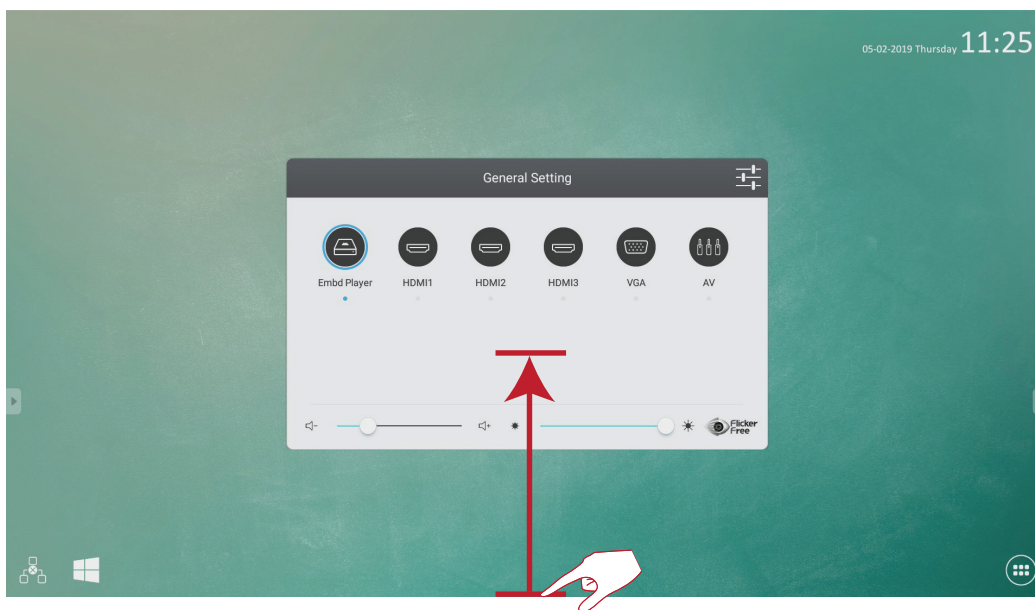 05-02-2019 Thursday 11:25
General Setting
Embd Player HDMI1 HDMI2 HDMI3 VGA AV
Flicker
Free